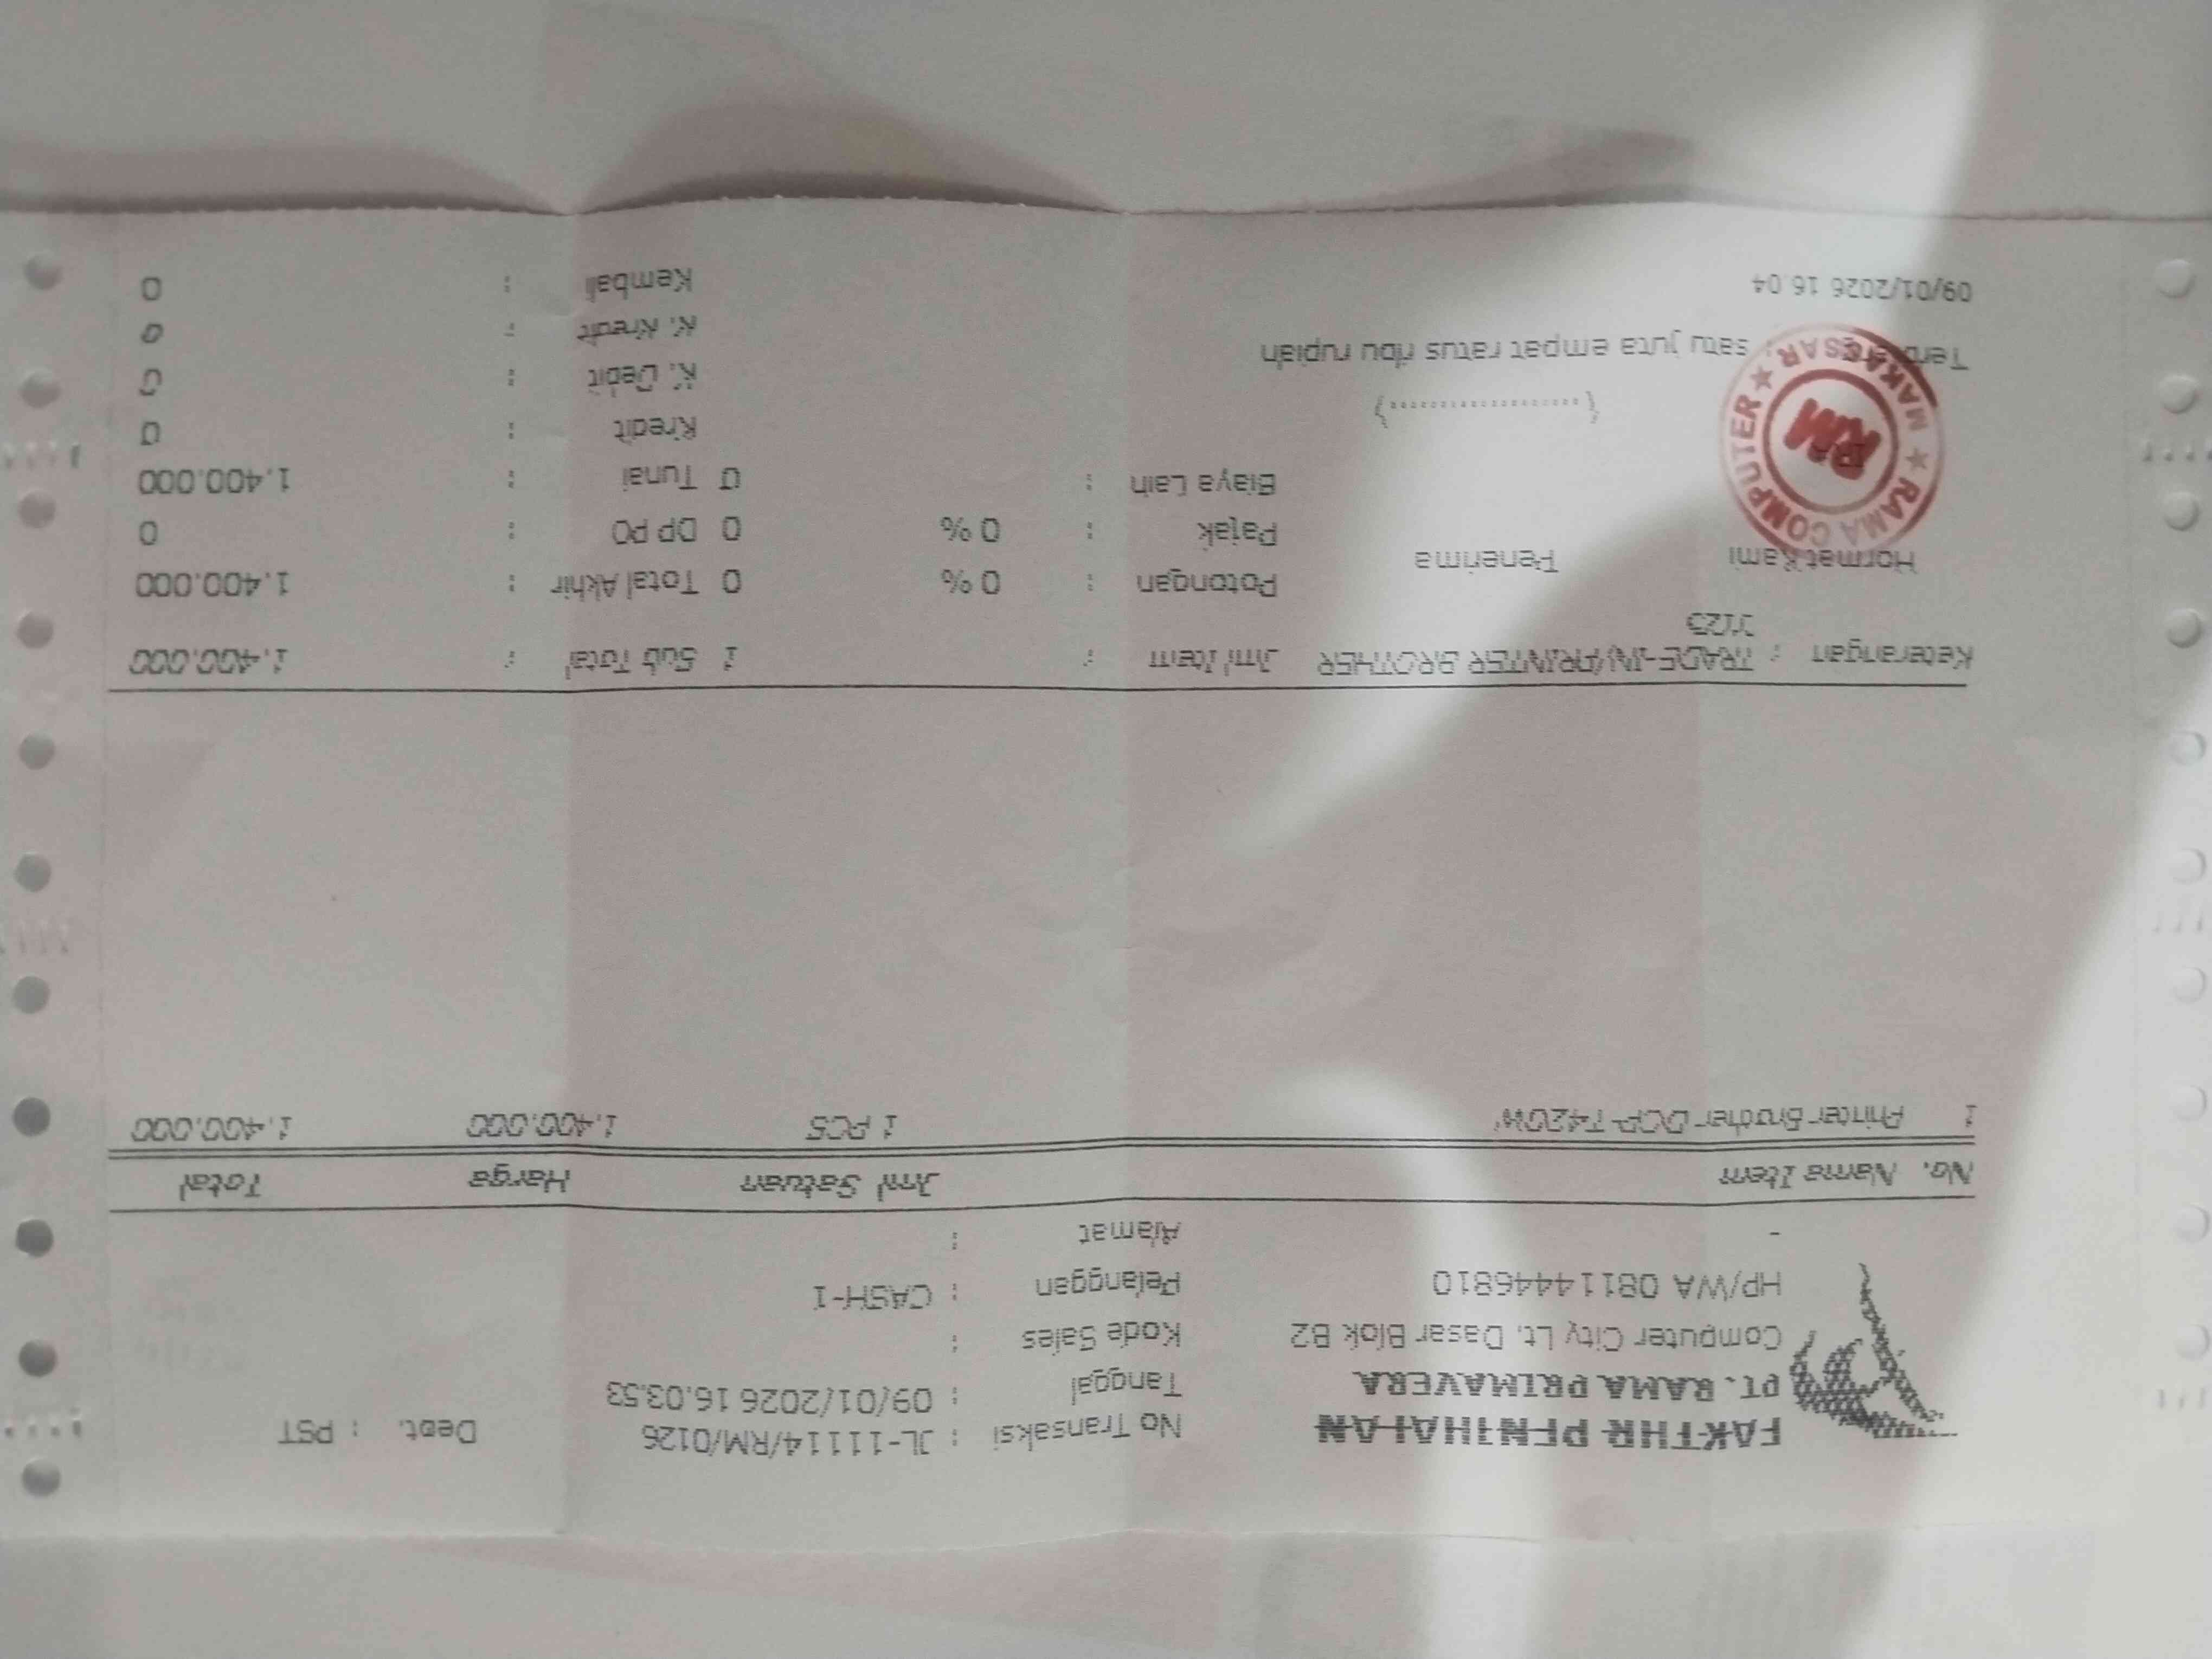 FAKTUR PENJUALAN No Transaksi : JL-11114/RM/0126 Dept. : PST
PT. RAMA PRIMAVERA Tanggal : 09/01/2026 16.03.53
Computer City Lt. Dasar Blok B2 Kode Sales :
HP/WA 08114446810 Pelanggan : CASH-1
- Alamat :
No. Nama Item Jml Satuan Harga Total
1 Printer Brother DCP-T420W 1 PCS 1.400.000 1.400.000
Keterangan : TRADE-IN/PRINTER BROTHER Jml Item : 1 Sub Total : 1.400.000
J123
Hormat Kami Penerima Potongan : 0 % 0 Total Akhir : 1.400.000
Pajak : 0 % 0 DP PO : 0
Biaya Lain : 0 Tunai : 1.400.000
Kredit : 0
(......................) K. Debit : 0
Terbilang : satu juta empat ratus ribu rupiah K. Kredit : 0
09/01/2026 16.04 Kembali : 0
RAMA COMPUTER ★ MAKASSAR ★
RM